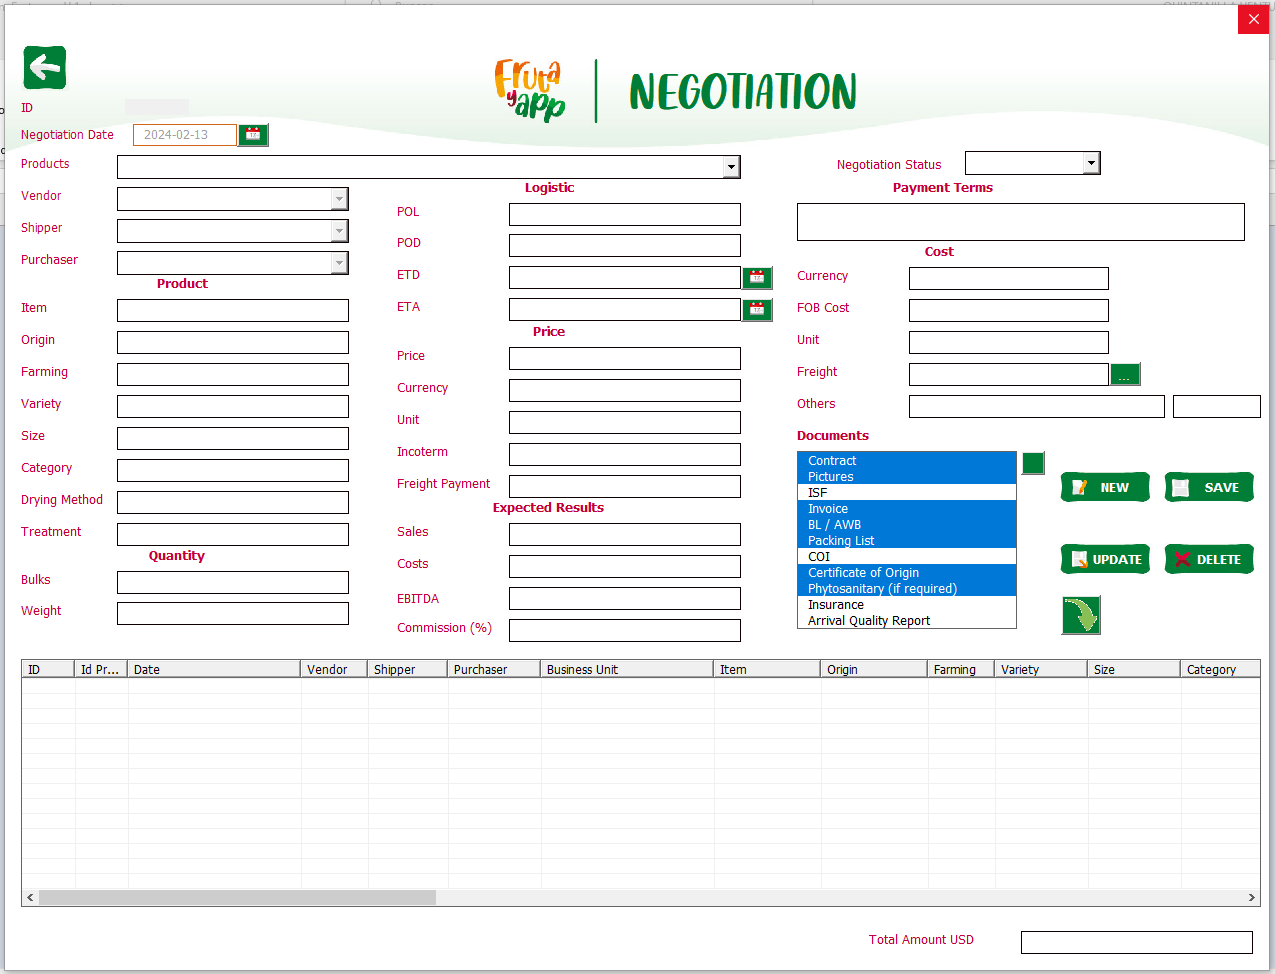 Fruta
y app
NEGOTIATION
ID
Negotiation Date
2024-02-13
Products
Negotiation Status
Vendor
Shipper
Purchaser
Product
Item
Origin
Farming
Variety
Size
Category
Drying Method
Treatment
Quantity
Bulks
Weight
Logistic
POL
POD
ETD
ETA
Price
Price
Currency
Unit
Incoterm
Freight Payment
Expected Results
Sales
Costs
EBITDA
Commission (%)
Payment Terms
Cost
Currency
FOB Cost
Unit
Freight
...
Others
Documents
Contract
Pictures
ISF
Invoice
BL / AWB
Packing List
COI
Certificate of Origin
Phytosanitary (if required)
Insurance
Arrival Quality Report
NEW SAVE
UPDATE DELETE
ID Id Pr... Date Vendor Shipper Purchaser Business Unit Item Origin Farming Variety Size Category
Total Amount USD